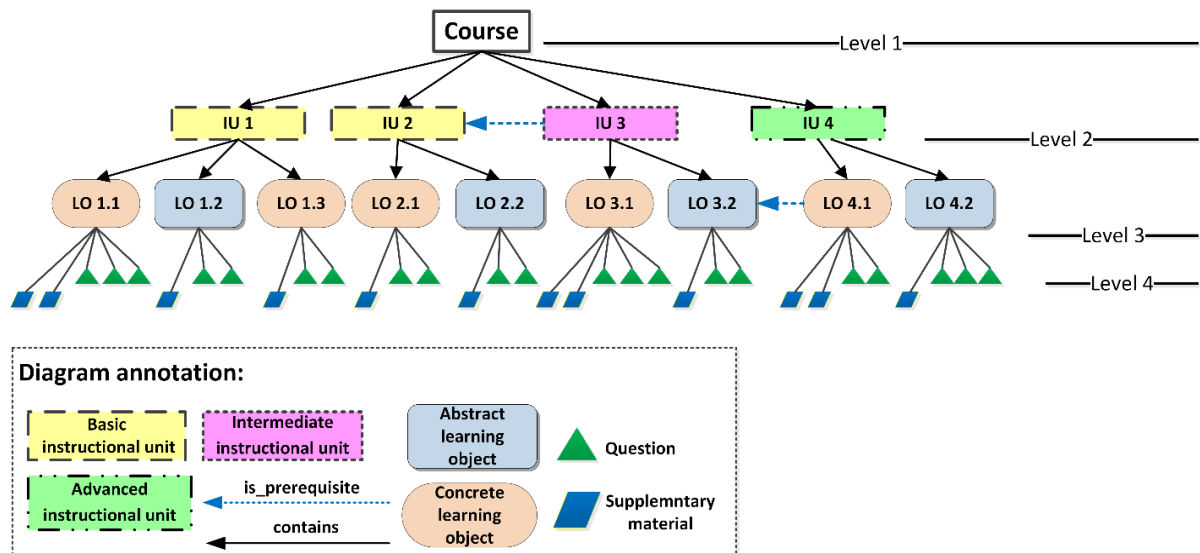 Course
Level 1
IU 1
IU 2
IU 3
IU 4
Level 2
LO 1.1
LO 1.2
LO 1.3
LO 2.1
LO 2.2
LO 3.1
LO 3.2
LO 4.1
LO 4.2
Level 3
Level 4
Diagram annotation:
Basic
instructional unit
Intermediate
instructional unit
Abstract
learning
object
Question
Advanced
instructional unit
is_prerequisite
contains
Concrete
learning
object
Supplemntary
material